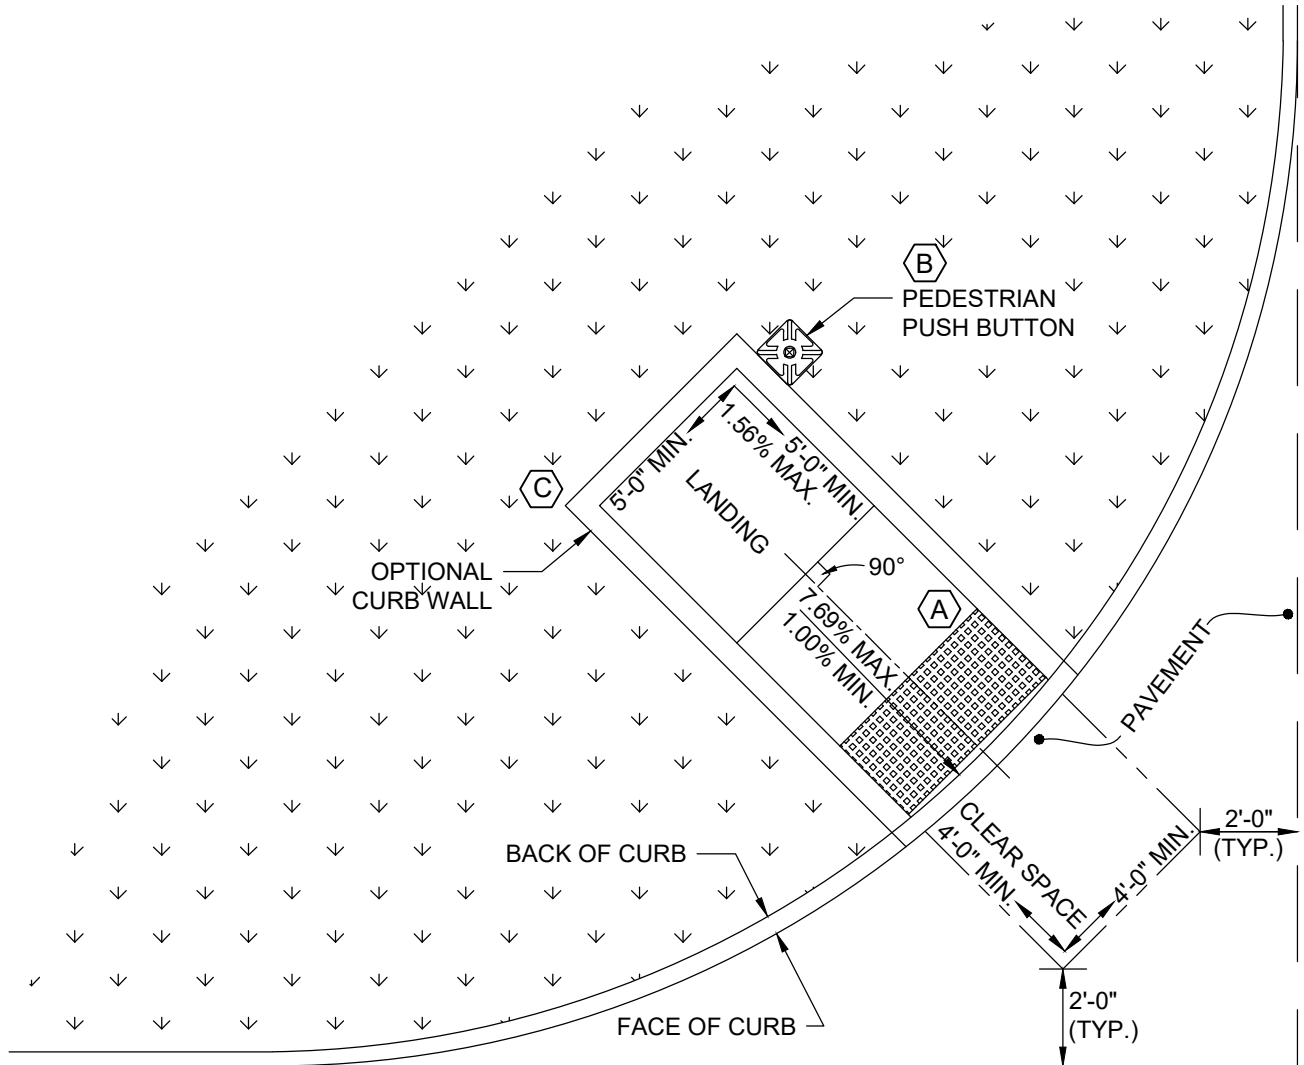 B
PEDESTRIAN
PUSH BUTTON
5'-0" MIN.
1.56% MAX.
5'-0" MIN.
LANDING
C
OPTIONAL
CURB WALL
90°
A
7.69% MAX.
1.00% MIN.
PAVEMENT
CLEAR SPACE
4'-0" MIN.
4'-0" MIN.
2'-0"
(TYP.)
BACK OF CURB
FACE OF CURB
2'-0"
(TYP.)